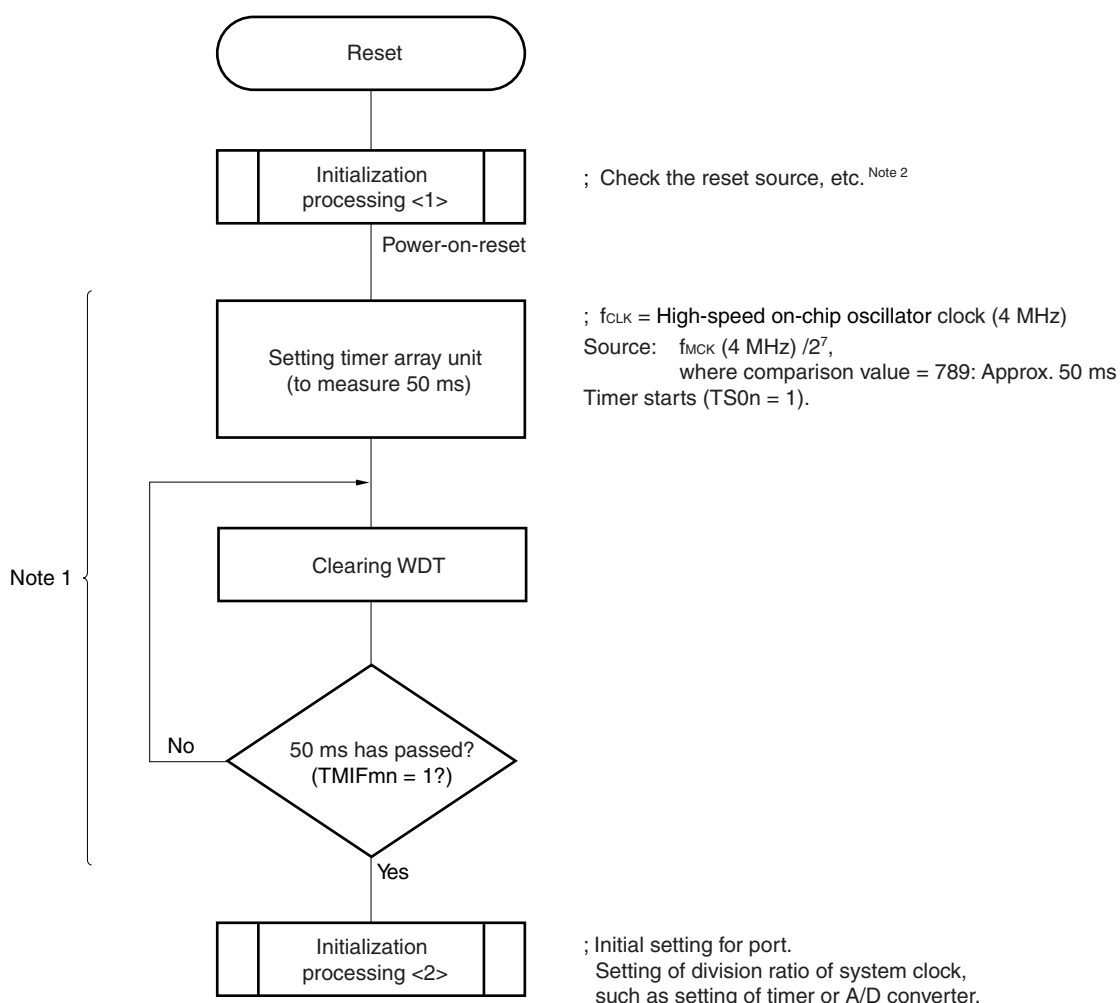 Reset
Initialization
processing <1>
; Check the reset source, etc. Note 2
Power-on-reset
Setting timer array unit
(to measure 50 ms)
; fCLK = High-speed on-chip oscillator clock (4 MHz)
Source: fMCK (4 MHz) /2⁷,
where comparison value = 789: Approx. 50 ms
Timer starts (TS0n = 1).
Note 1
Clearing WDT
No
50 ms has passed?
(TMIFmn = 1?)
Yes
Initialization
processing <2>
; Initial setting for port.
Setting of division ratio of system clock,
such as setting of timer or A/D converter.